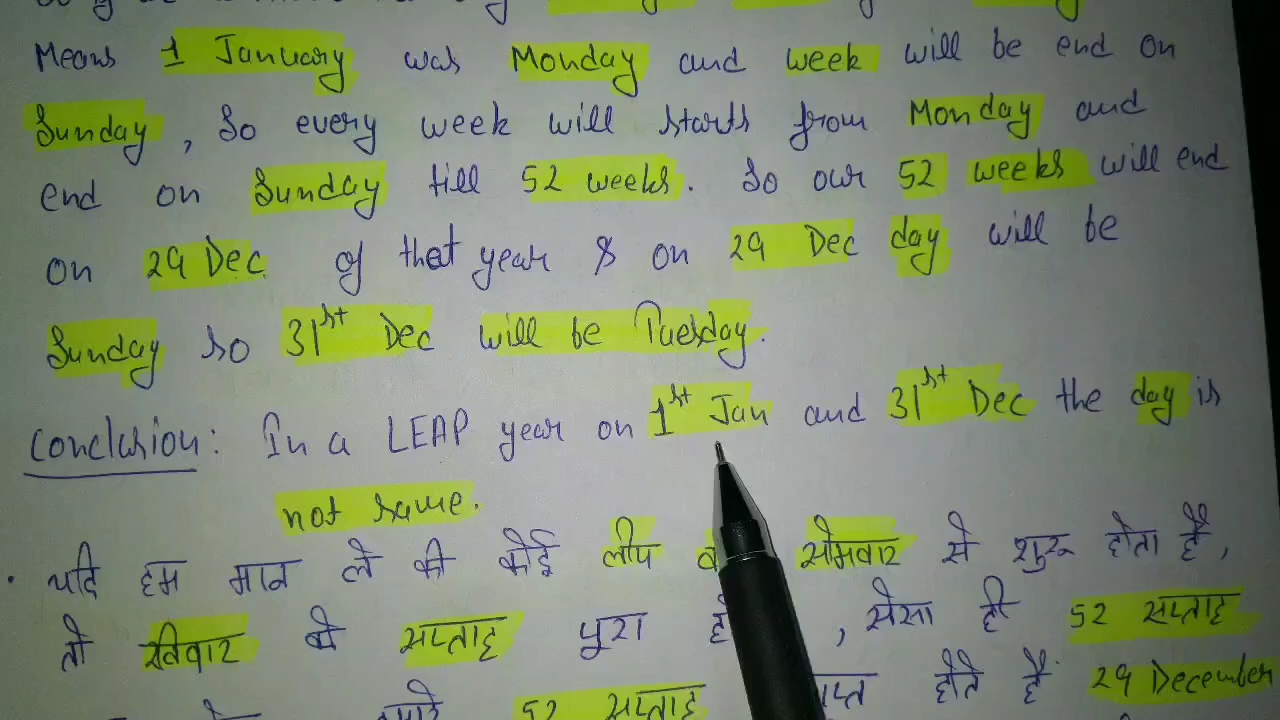 Means 1 January was Monday and week will be end on
Sunday, So every week will starts from Monday and
end on Sunday till 52 weeks. So our 52 weeks will end
on 29 Dec. of that year & on 29 Dec day will be
Sunday so 31st Dec will be Tuesday.
Conclusion: In a LEAP year on 1st Jan and 31st Dec the day is
not same.
• यदि हम मान ले की कोई लीप सोमवार से शुरू होता है,
तो रविवार को सप्ताह पूरा , ऐसा ही 52 सप्ताह
52 सप्ताह होते है 29 December